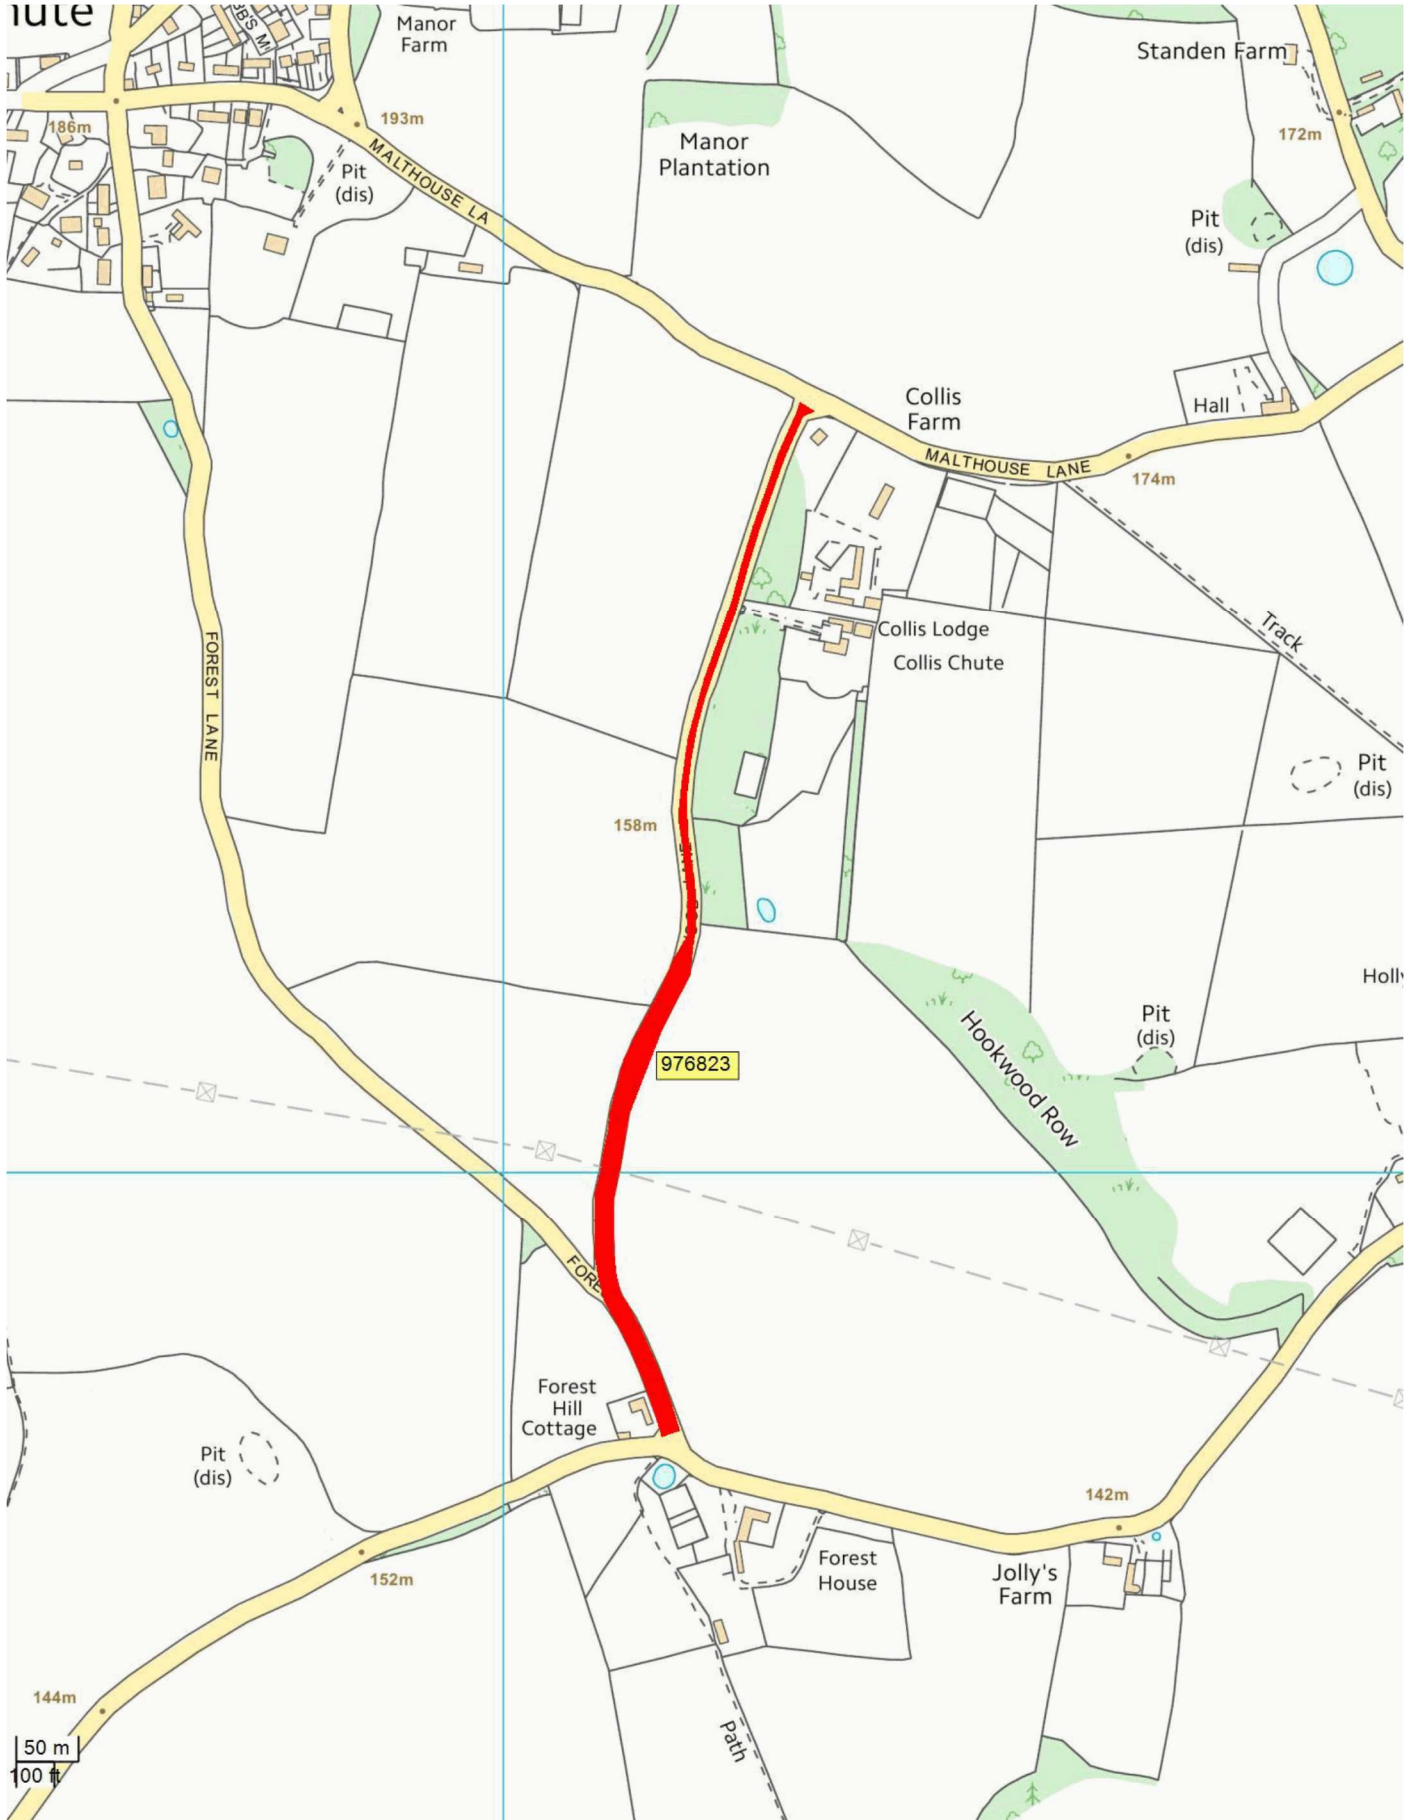 Manor
Farm
Standen Farm
186m
193m
172m
Manor
Plantation
Pit
(dis)
MALTHOUSE LA
Pit
(dis)
Collis
Farm
Hall
MALTHOUSE LANE
174m
FOREST LANE
Collis Lodge
Collis Chute
Track
Pit
(dis)
158m
Pit
(dis)
Hookwood Row
976823
Forest
Hill
Cottage
Pit
(dis)
142m
Forest
House
Jolly's
Farm
152m
144m
Path
50 m
100 ft